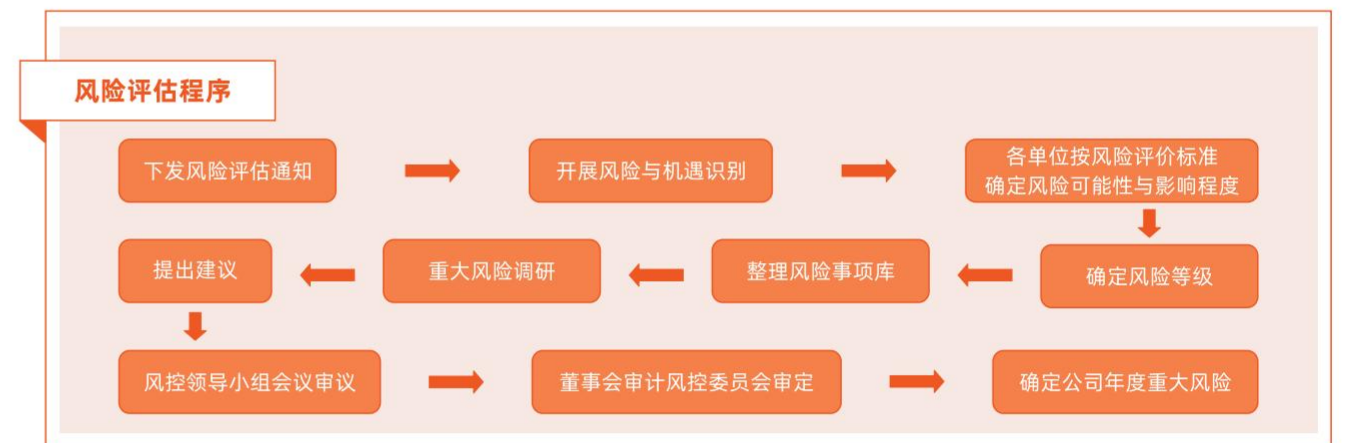 风险评估程序
下发风险评估通知
开展风险与机遇识别
各单位按风险评价标准
确定风险可能性与影响程度
确定风险等级
整理风险事项库
重大风险调研
提出建议
风控领导小组会议审议
董事会审计风控委员会审定
确定公司年度重大风险